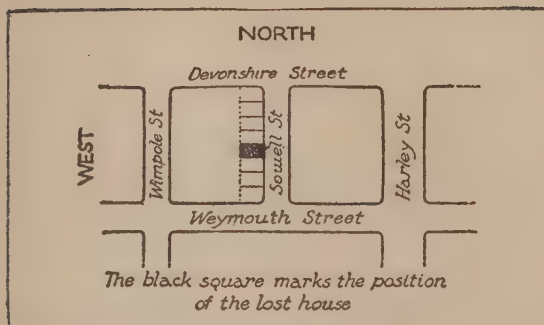 NORTH
Devonshire Street
WEST
Wimpole St
Sowell St
Harley St
Weymouth Street
The black square marks the position
of the lost house